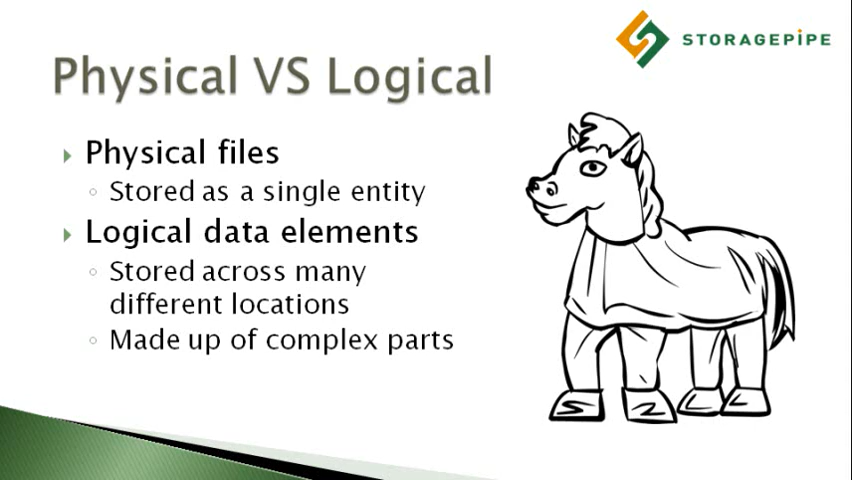 STORAGEPIPE
Physical VS Logical
Physical files
Stored as a single entity
Logical data elements
Stored across many
different locations
Made up of complex parts